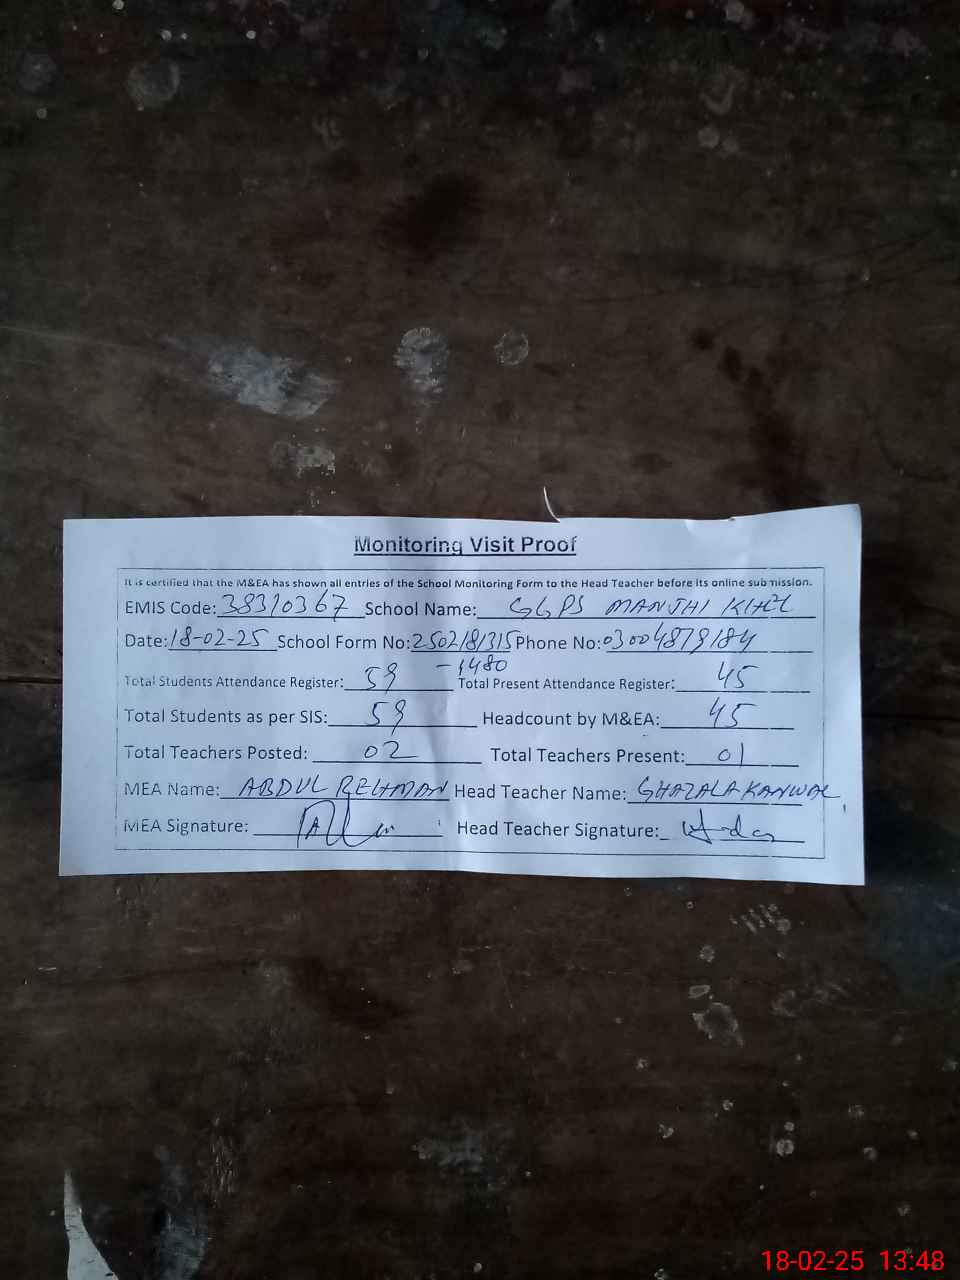 Monitoring Visit Proof
It is certified that the M&EA has shown all entries of the School Monitoring Form to the Head Teacher before its online submission.
EMIS Code: 38310367 School Name: GGPS MANJHI KHEL
Date: 18-02-25 School Form No: 2502181315 Phone No: 03004879184
-1480
Total Students Attendance Register: 59 Total Present Attendance Register: 45
Total Students as per SIS: 59 Headcount by M&EA: 45
Total Teachers Posted: 02 Total Teachers Present: 01
MEA Name: ABDUL REHMAN Head Teacher Name: GHAZALA KANWAL
MEA Signature: Head Teacher Signature:
18-02-25 13:48